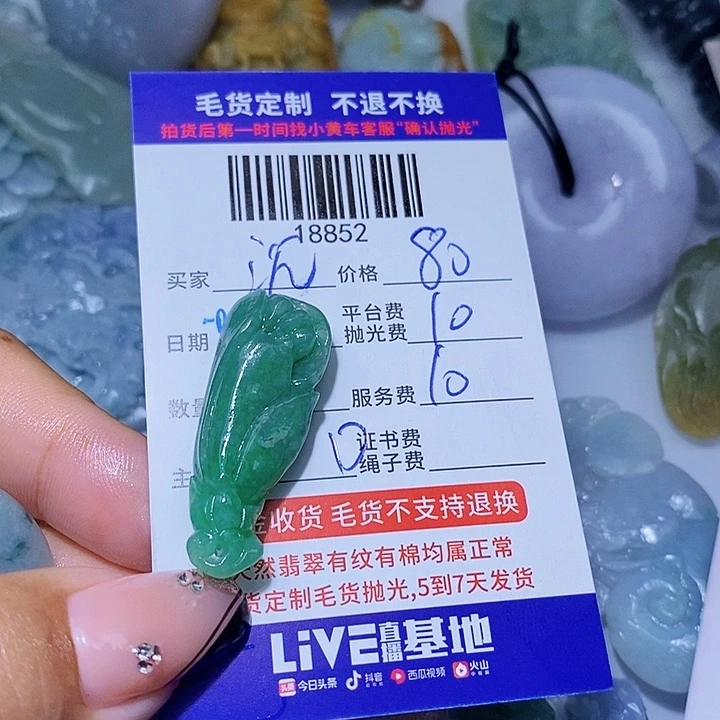 毛货定制 不退不换
拍货后第一时间找小黄车客服"确认抛光"
18852
买家 沈 价格 80
日期 平台费 抛光费 10
数量 服务费 10
主 证书费 绳子费
收货 毛货不支持退换
然翡翠有纹有棉均属正常
货定制毛货抛光,5到7天发货
LiVE直播基地
头条 今日头条 抖音 西瓜视频 火山